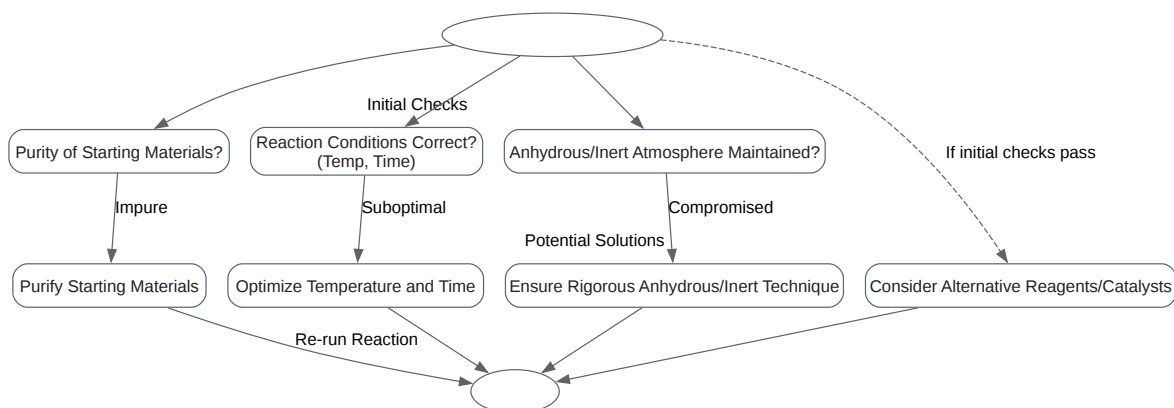 Initial Checks
Purity of Starting Materials?
Reaction Conditions Correct?
(Temp, Time)
Anhydrous/Inert Atmosphere Maintained?
If initial checks pass
Impure
Suboptimal
Compromised
Potential Solutions
Purify Starting Materials
Optimize Temperature and Time
Ensure Rigorous Anhydrous/Inert Technique
Consider Alternative Reagents/Catalysts
Re-run Reaction